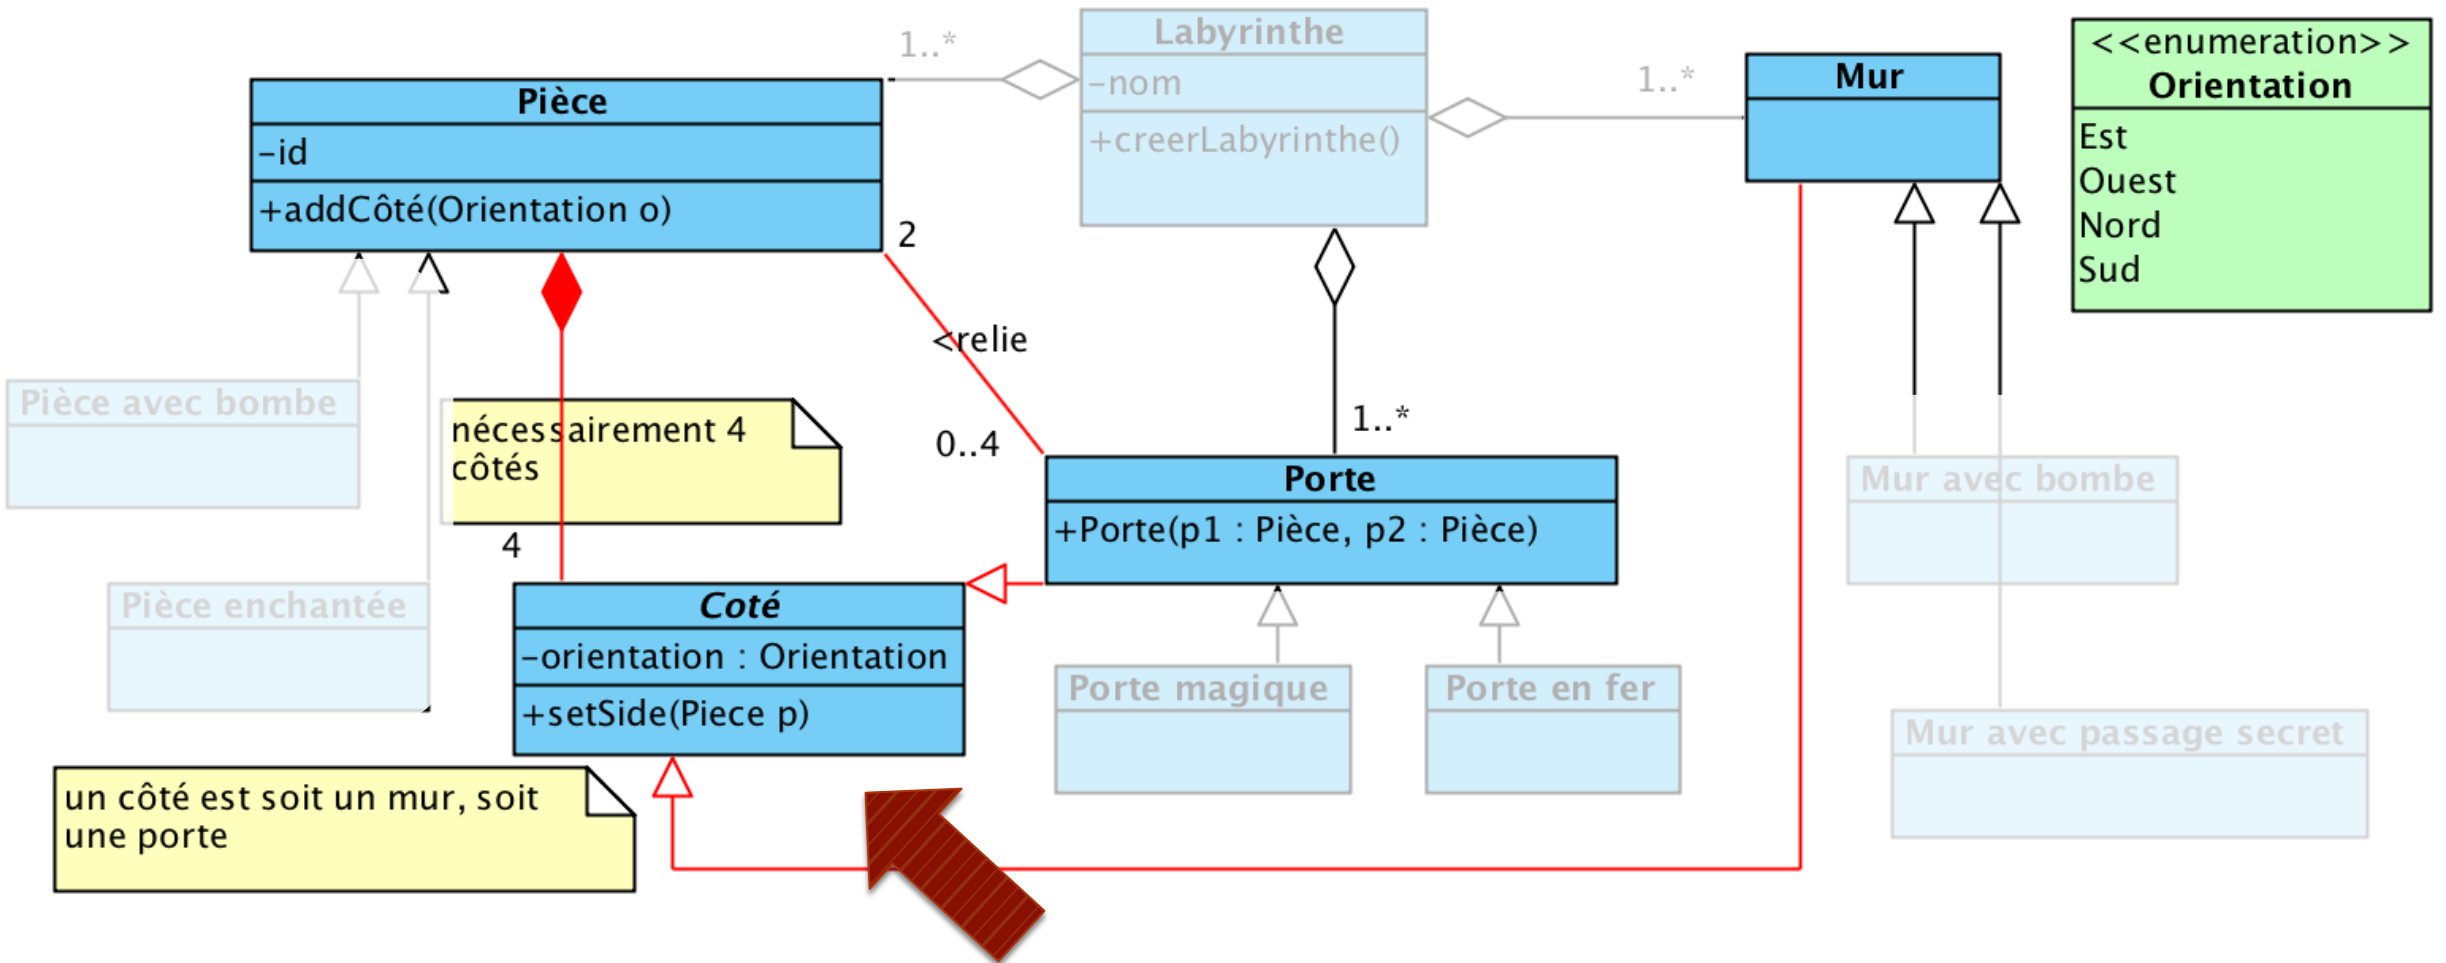 Labyrinthe
-nom
+creerLabyrinthe()
1..*
1..*
Pièce
-id
+addCôté(Orientation o)
Mur
<<enumeration>>
Orientation
Est
Ouest
Nord
Sud
2
<relie
0..4
1..*
Pièce avec bombe
nécessairement 4
côtés
4
Porte
+Porte(p1 : Pièce, p2 : Pièce)
Mur avec bombe
Pièce enchantée
Coté
-orientation : Orientation
+setSide(Piece p)
Porte magique
Porte en fer
Mur avec passage secret
un côté est soit un mur, soit
une porte